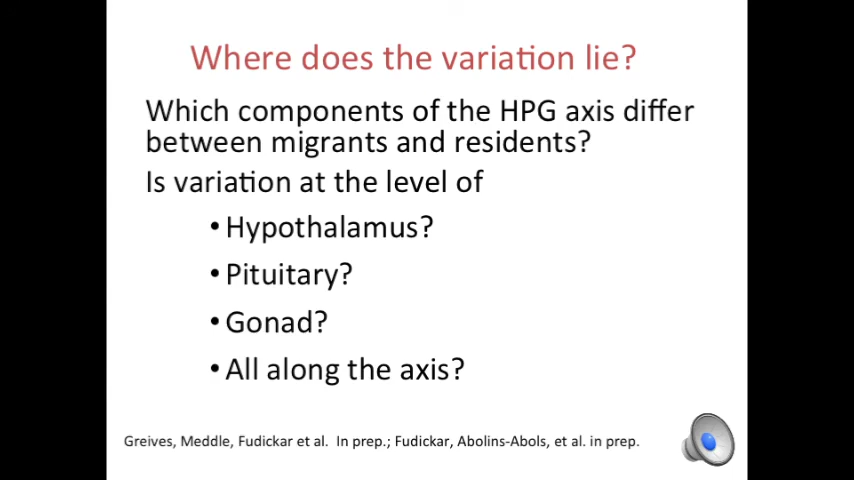 Where does the variation lie?
Which components of the HPG axis differ
between migrants and residents?
Is variation at the level of
• Hypothalamus?
• Pituitary?
• Gonad?
• All along the axis?
Greives, Meddle, Fudickar et al.  In prep.; Fudickar, Abolins-Abols, et al. in prep.